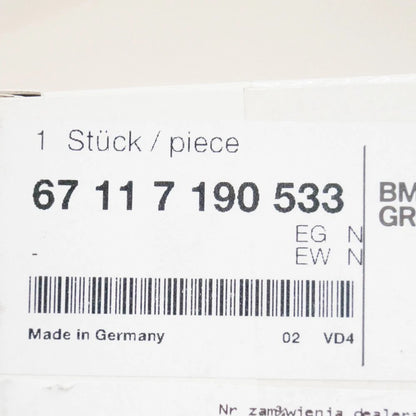 1 Stück / piece
67 11 7 190 533
BM
GR
EG N
- EW N
Made in Germany 02 VD4
Nr zamówienia dealera